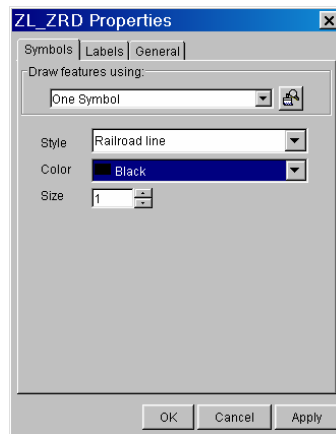 ZL_ZRD Properties
Symbols Labels General
Draw features using:
One Symbol
Style Railroad line
Color Black
Size 1
OK Cancel Apply